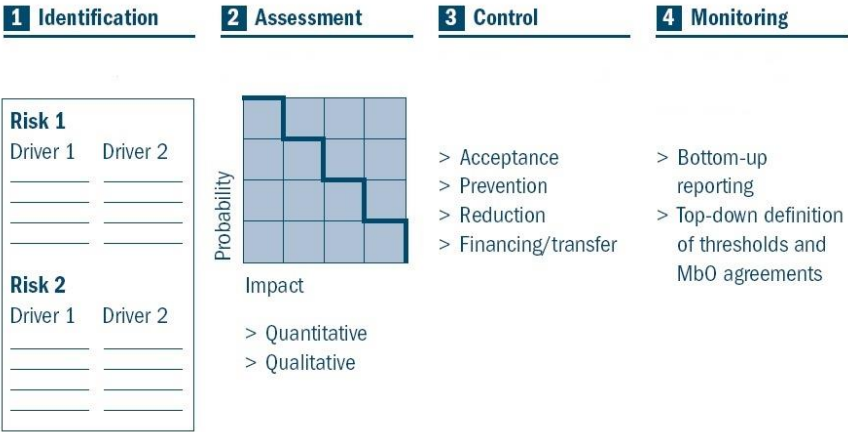 1 Identification
2 Assessment
3 Control
4 Monitoring
Risk 1
Driver 1 Driver 2
Risk 2
Driver 1 Driver 2
Probability
Impact
> Quantitative
> Qualitative
> Acceptance
> Prevention
> Reduction
> Financing/transfer
> Bottom-up
reporting
> Top-down definition
of thresholds and
MbO agreements